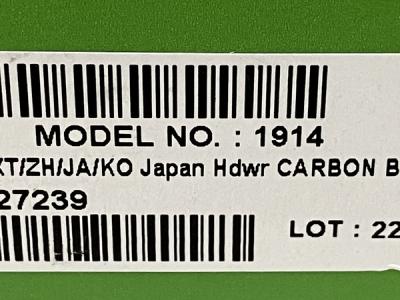 MODEL NO. : 1914
XT/ZH/JA/KO Japan Hdwr CARBON B
27239
LOT : 22